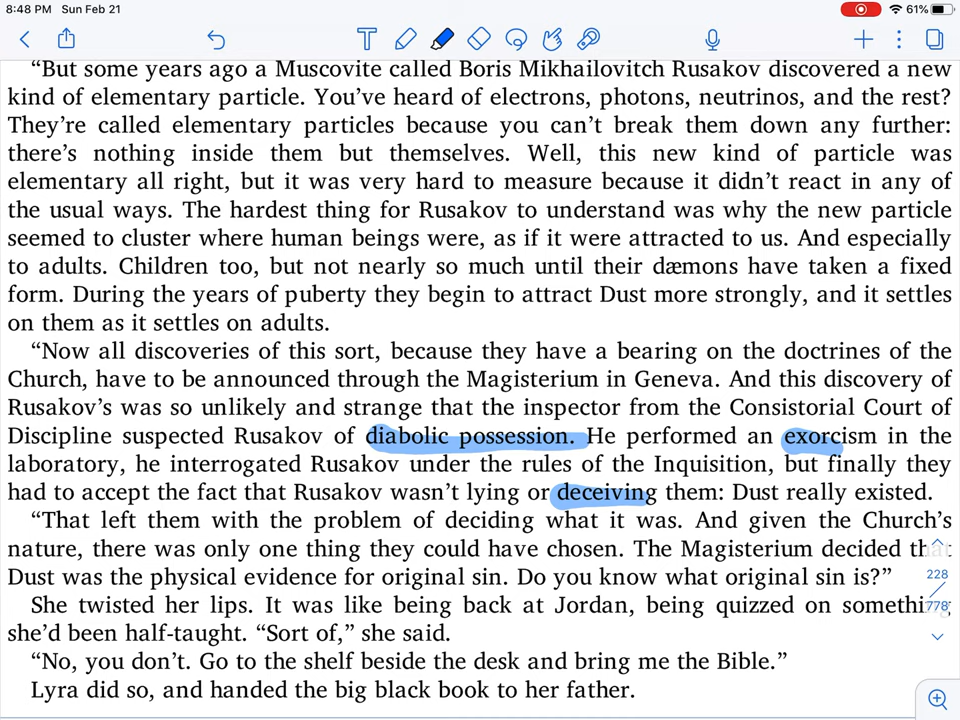 8:48 PM Sun Feb 21
61%
“But some years ago a Muscovite called Boris Mikhailovitch Rusakov discovered a new
kind of elementary particle. You’ve heard of electrons, photons, neutrinos, and the rest?
They’re called elementary particles because you can’t break them down any further:
there’s nothing inside them but themselves. Well, this new kind of particle was
elementary all right, but it was very hard to measure because it didn’t react in any of
the usual ways. The hardest thing for Rusakov to understand was why the new particle
seemed to cluster where human beings were, as if it were attracted to us. And especially
to adults. Children too, but not nearly so much until their dæmons have taken a fixed
form. During the years of puberty they begin to attract Dust more strongly, and it settles
on them as it settles on adults.
“Now all discoveries of this sort, because they have a bearing on the doctrines of the
Church, have to be announced through the Magisterium in Geneva. And this discovery of
Rusakov’s was so unlikely and strange that the inspector from the Consistorial Court of
Discipline suspected Rusakov of diabolic possession. He performed an exorcism in the
laboratory, he interrogated Rusakov under the rules of the Inquisition, but finally they
had to accept the fact that Rusakov wasn’t lying or deceiving them: Dust really existed.
“That left them with the problem of deciding what it was. And given the Church’s
nature, there was only one thing they could have chosen. The Magisterium decided that
Dust was the physical evidence for original sin. Do you know what original sin is?”
228
She twisted her lips. It was like being back at Jordan, being quizzed on something
778
she’d been half-taught. “Sort of,” she said.
“No, you don’t. Go to the shelf beside the desk and bring me the Bible.”
Lyra did so, and handed the big black book to her father.